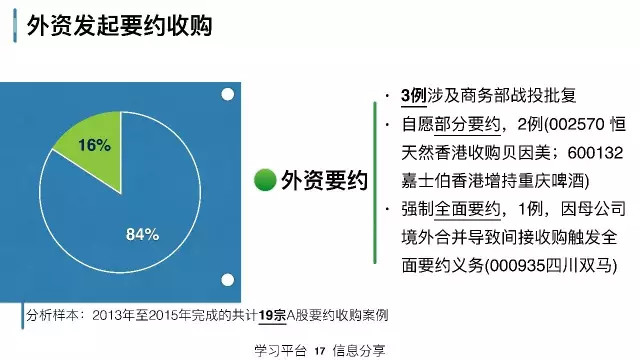 外资发起要约收购
16%
84%
外资要约
· 3例涉及商务部战投批复
· 自愿部分要约，2例(002570 恒
天然香港收购贝因美；600132
嘉士伯香港增持重庆啤酒)
· 强制全面要约，1例，因母公司
境外合并导致间接收购触发全
面要约义务(000935四川双马)
分析样本：2013年至2015年完成的共计19宗A股要约收购案例
学习平台 17 信息分享